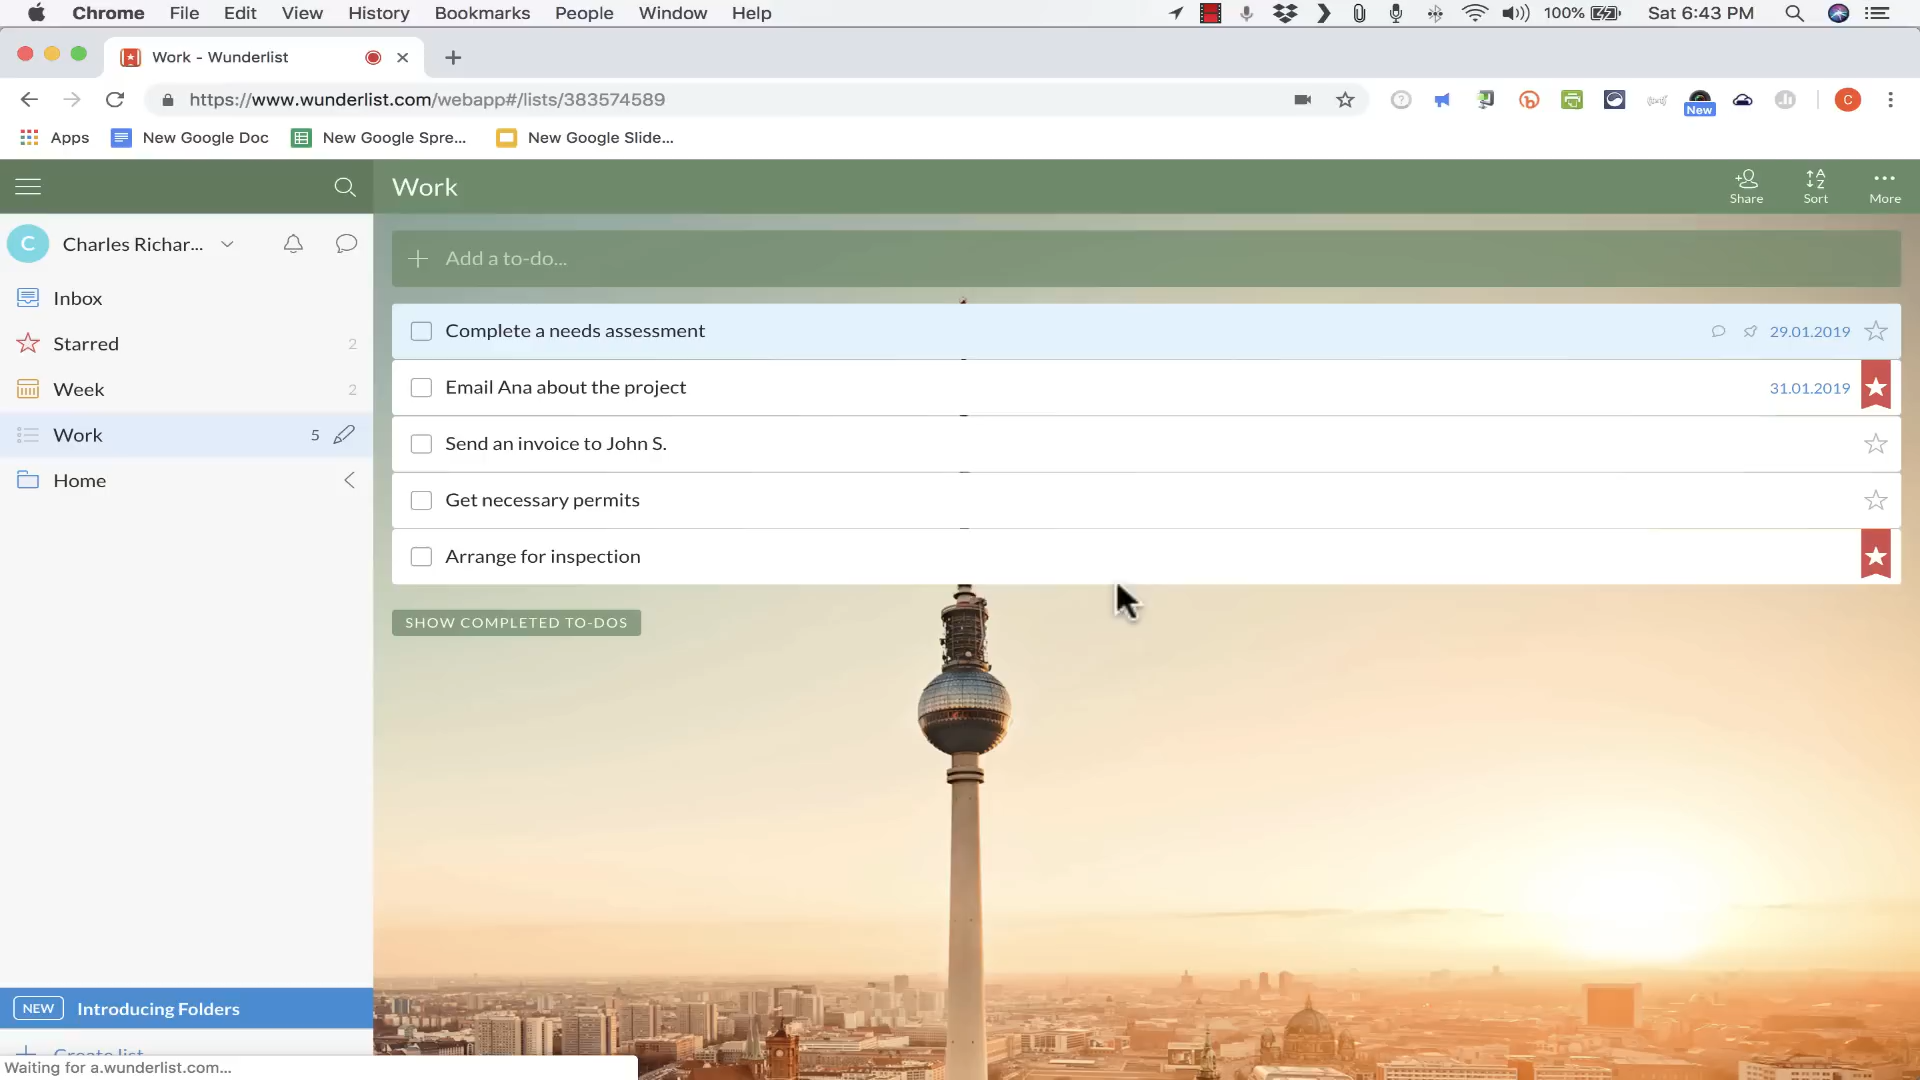 Chrome File Edit View History Bookmarks People Window Help 100% Sat 6:43 PM
Work - Wunderlist
https://www.wunderlist.com/webapp#/lists/383574589
New
Apps New Google Doc New Google Spre... New Google Slide...
Work
Share Sort More
C Charles Richar...
Inbox
Starred 2
Week 2
Work 5
Home
Add a to-do...
Complete a needs assessment 29.01.2019
Email Ana about the project 31.01.2019
Send an invoice to John S.
Get necessary permits
Arrange for inspection
SHOW COMPLETED TO-DOS
NEW Introducing Folders
Create list
Waiting for a.wunderlist.com...